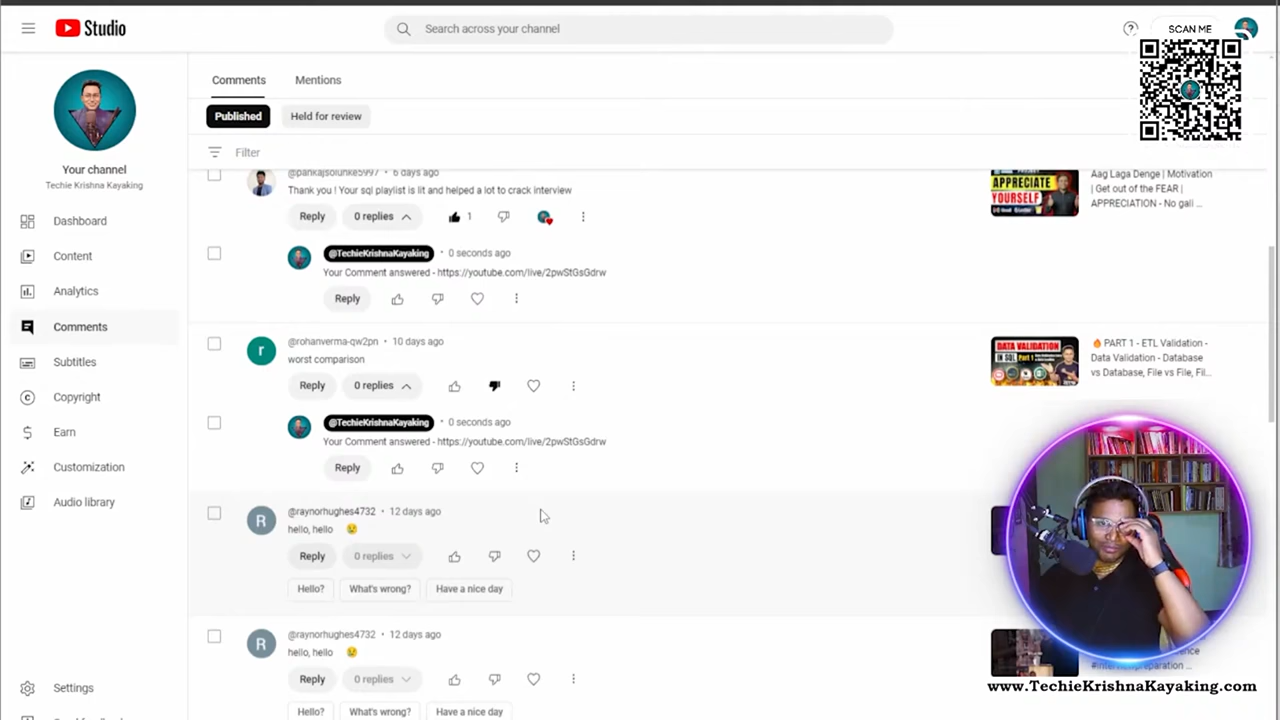 Studio
Search across your channel
SCAN ME
Your channel
Techie Krishna Kayaking
Dashboard
Content
Analytics
Comments
Subtitles
Copyright
Earn
Customization
Audio library
Settings
Comments
Mentions
Published
Held for review
Filter
@pankajsolunke5997 • 6 days ago
Thank you ! Your sql playlist is lit and helped a lot to crack interview
Reply
0 replies
1
APPRECIATE
YOURSELF
Aag Laga Denge | Motivation
| Get out of the FEAR |
APPRECIATION - No gali ...
@TechieKrishnaKayaking • 0 seconds ago
Your Comment answered - https://youtube.com/live/2pwStGsGdrw
Reply
@rohanverma-qw2pn • 10 days ago
worst comparison
Reply
0 replies
DATA VALIDATION
🔥 PART 1 - ETL Validation -
Data Validation - Database
vs Database, File vs File, Fil...
@TechieKrishnaKayaking • 0 seconds ago
Your Comment answered - https://youtube.com/live/2pwStGsGdrw
Reply
@raynorhughes4732 • 12 days ago
hello, hello 😢
Reply
0 replies
Hello?
What's wrong?
Have a nice day
@raynorhughes4732 • 12 days ago
hello, hello 😢
Reply
0 replies
Hello?
What's wrong?
Have a nice day
www.TechieKrishnaKayaking.com